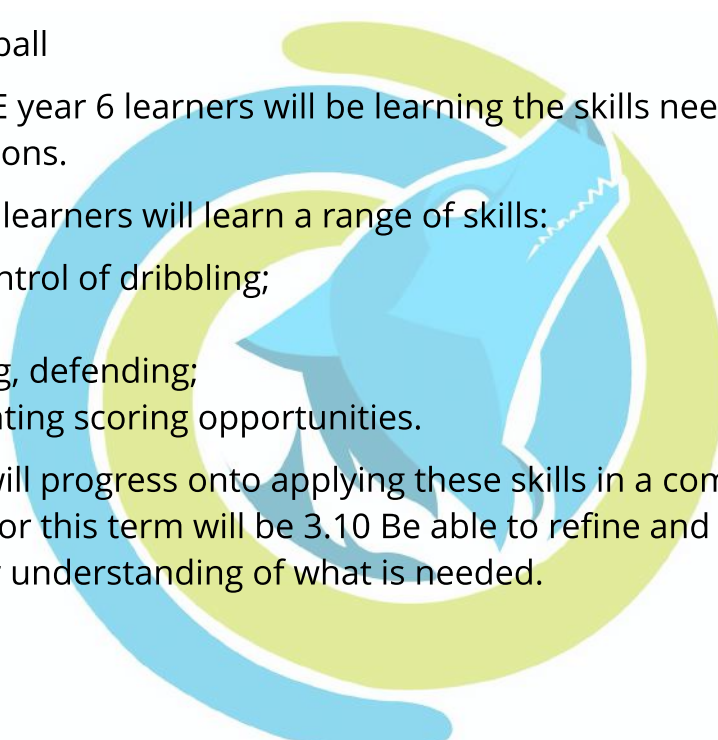 ball
E year 6 learners will be learning the skills nee
ons.
learners will learn a range of skills:
ntrol of dribbling;
g, defending;
ating scoring opportunities.
will progress onto applying these skills in a com
or this term will be 3.10 Be able to refine and
understanding of what is needed.